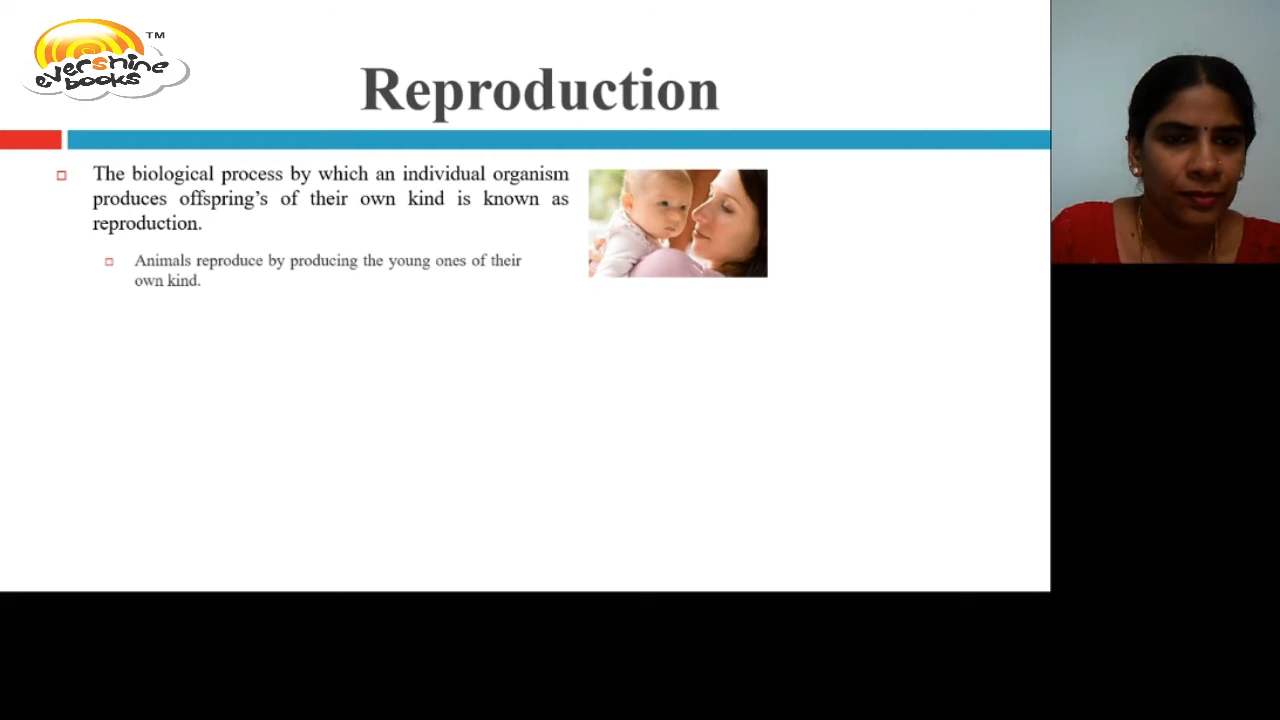 evershine
books
TM
Reproduction
The biological process by which an individual organism
produces offspring's of their own kind is known as
reproduction.
Animals reproduce by producing the young ones of their
own kind.